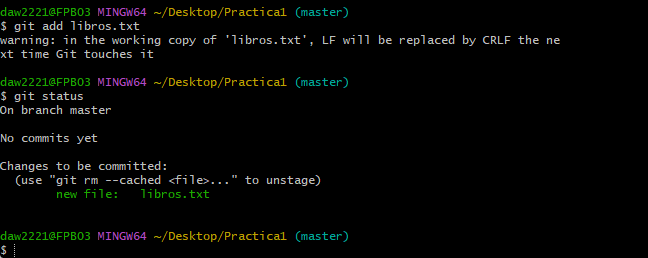 daw2221@FPB03 MINGW64 ~/Desktop/Practica1 (master)
$ git add libros.txt
warning: in the working copy of 'libros.txt', LF will be replaced by CRLF the ne
xt time Git touches it
daw2221@FPB03 MINGW64 ~/Desktop/Practica1 (master)
$ git status
On branch master
No commits yet
Changes to be committed:
  (use "git rm --cached <file>..." to unstage)
        new file:   libros.txt
daw2221@FPB03 MINGW64 ~/Desktop/Practica1 (master)
$